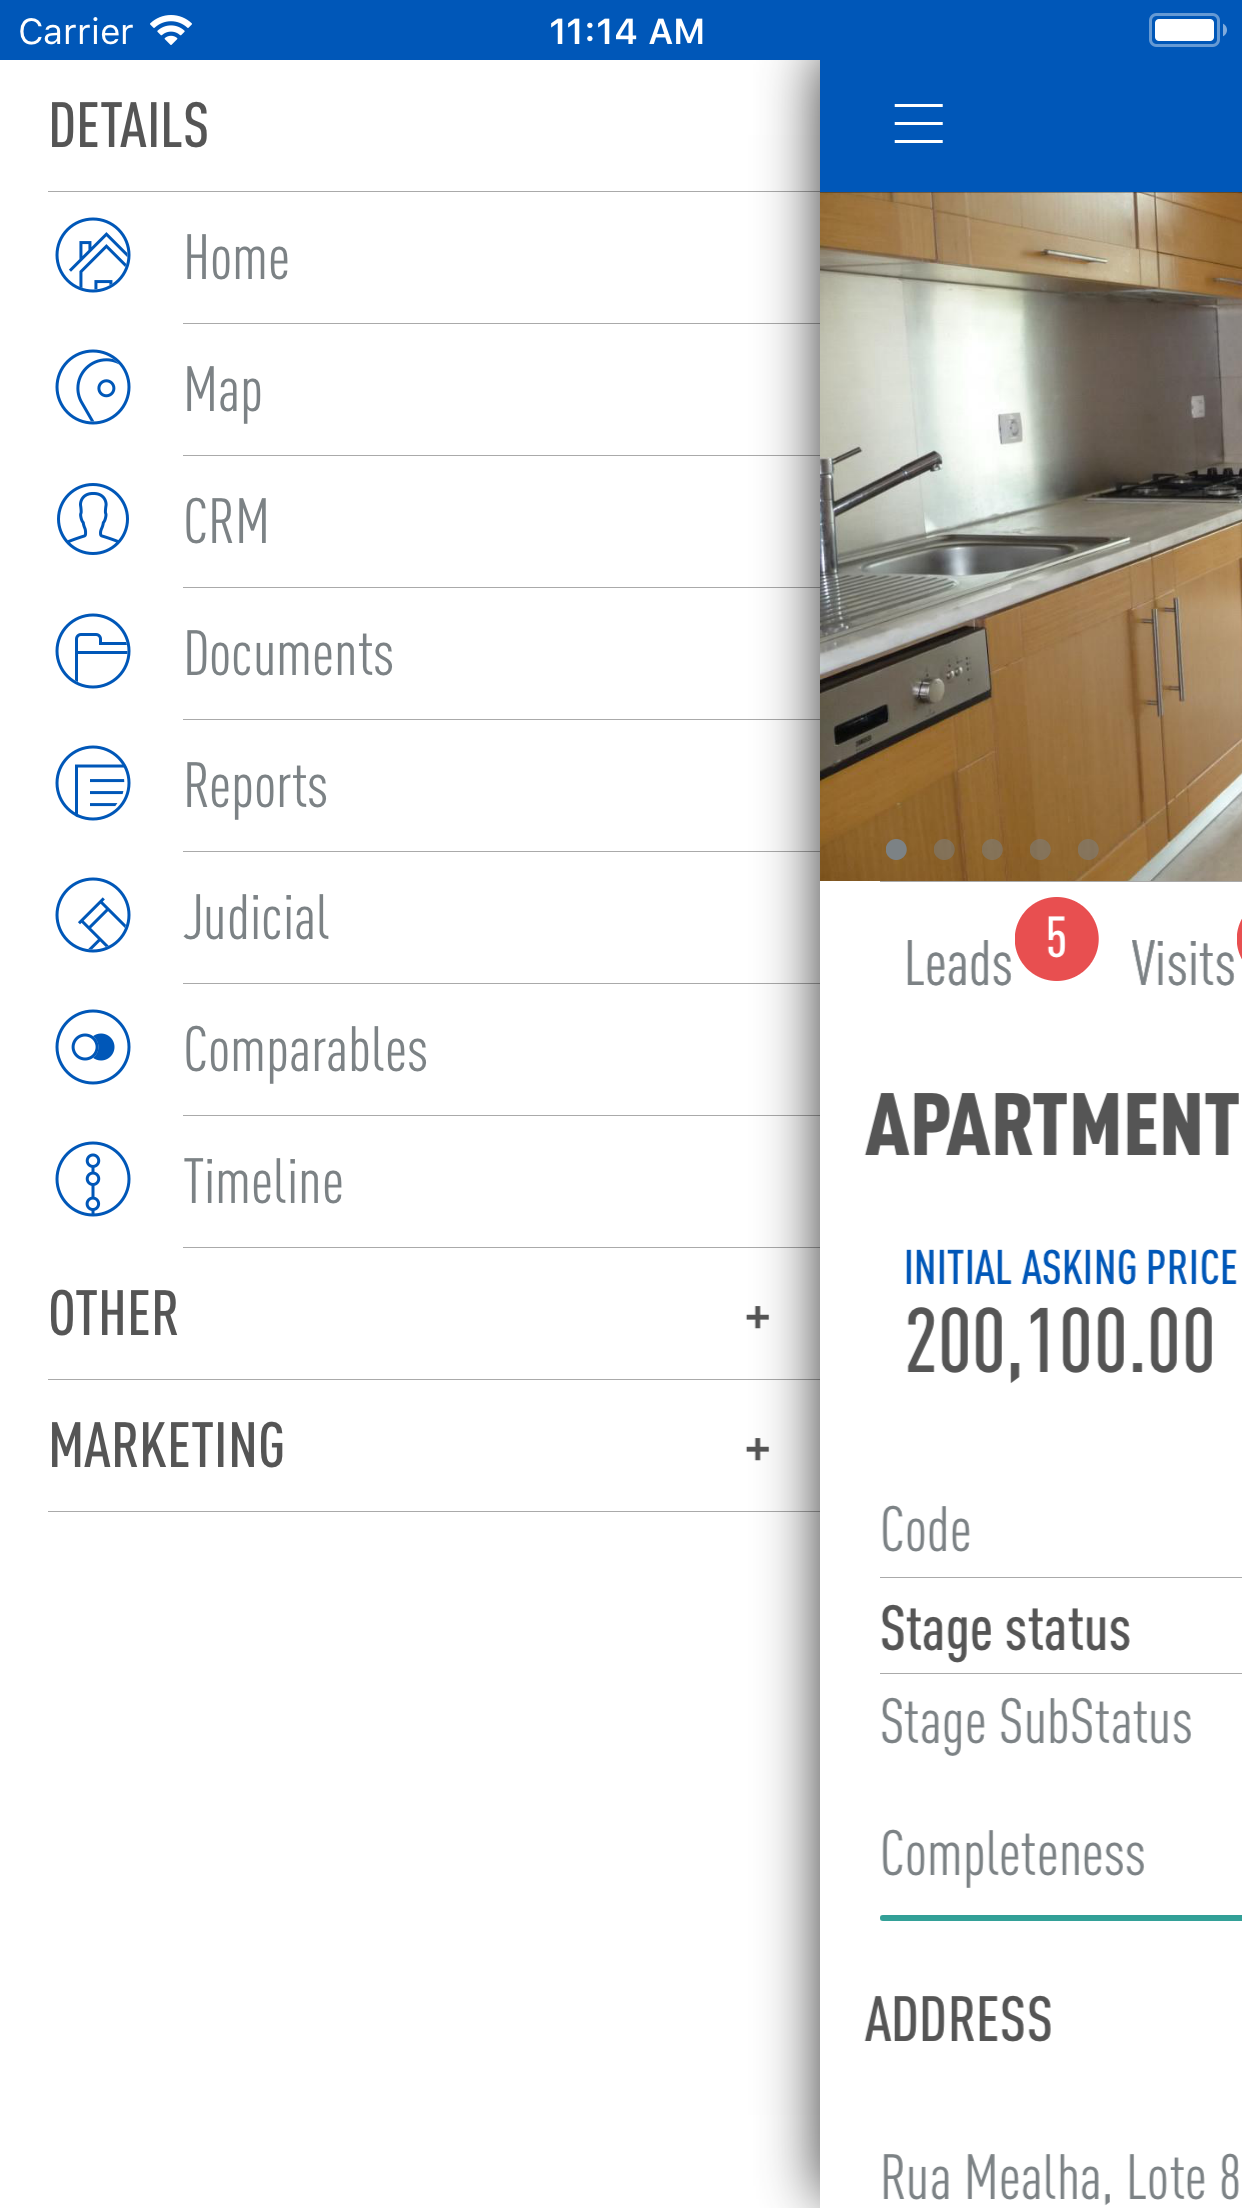 Carrier 11:14 AM
DETAILS
Home
Map
CRM
Documents
Reports
Judicial
Comparables
Timeline
OTHER +
MARKETING +
Leads 5 Visits
APARTMENT
INITIAL ASKING PRICE
200,100.00
Code
Stage status
Stage SubStatus
Completeness
ADDRESS
Rua Mealha, Lote 8